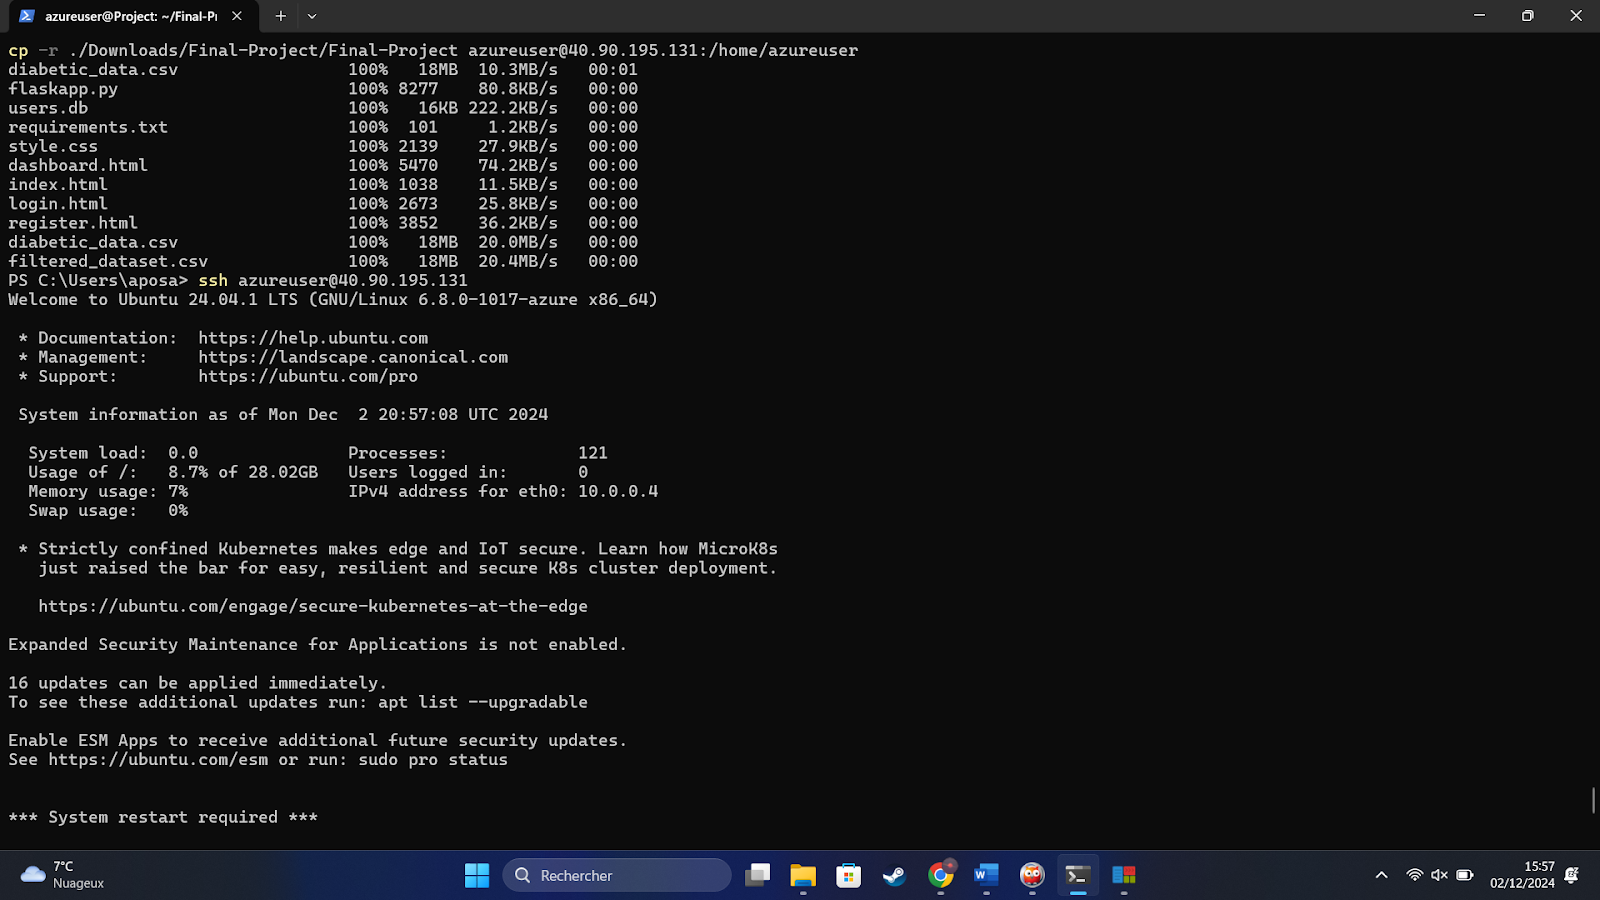 azureuser@Project: ~/Final-Pr
cp -r ./Downloads/Final-Project/Final-Project azureuser@40.90.195.131:/home/azureuser
diabetic_data.csv 100% 18MB 10.3MB/s 00:01
flaskapp.py 100% 8277 80.8KB/s 00:00
users.db 100% 16KB 222.2KB/s 00:00
requirements.txt 100% 101 1.2KB/s 00:00
style.css 100% 2139 27.9KB/s 00:00
dashboard.html 100% 5470 74.2KB/s 00:00
index.html 100% 1038 11.5KB/s 00:00
login.html 100% 2673 25.8KB/s 00:00
register.html 100% 3852 36.2KB/s 00:00
diabetic_data.csv 100% 18MB 20.0MB/s 00:00
filtered_dataset.csv 100% 18MB 20.4MB/s 00:00
PS C:\Users\aposa> ssh azureuser@40.90.195.131
Welcome to Ubuntu 24.04.1 LTS (GNU/Linux 6.8.0-1017-azure x86_64)
* Documentation: https://help.ubuntu.com
* Management: https://landscape.canonical.com
* Support: https://ubuntu.com/pro
System information as of Mon Dec 2 20:57:08 UTC 2024
System load: 0.0 Processes: 121
Usage of /: 8.7% of 28.02GB Users logged in: 0
Memory usage: 7% IPv4 address for eth0: 10.0.0.4
Swap usage: 0%
* Strictly confined Kubernetes makes edge and IoT secure. Learn how MicroK8s
just raised the bar for easy, resilient and secure K8s cluster deployment.
https://ubuntu.com/engage/secure-kubernetes-at-the-edge
Expanded Security Maintenance for Applications is not enabled.
16 updates can be applied immediately.
To see these additional updates run: apt list --upgradable
Enable ESM Apps to receive additional future security updates.
See https://ubuntu.com/esm or run: sudo pro status
*** System restart required ***
7°C
Nuageux
Rechercher
15:57
02/12/2024